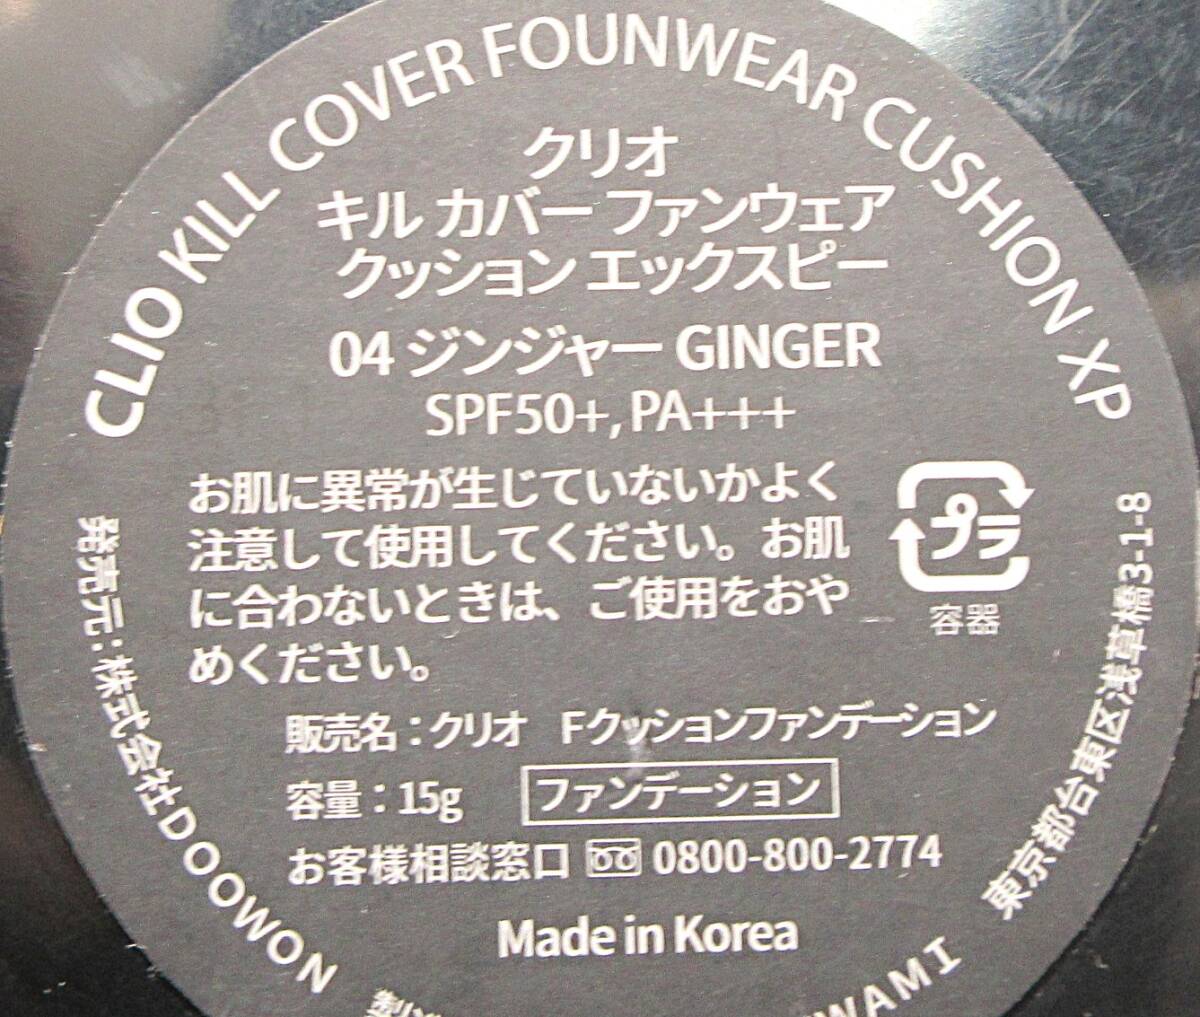 CLIO KILL COVER FOUNWEAR CUSHION XP
クリオ
キル カバー ファンウェア
クッション エックスピー
04 ジンジャー GINGER
SPF50+, PA+++
お肌に異常が生じていないかよく
注意して使用してください。お肌
に合わないときは、ご使用をおや
めください。
プラ
容器
販売名：クリオ Fクッションファンデーション
容量：15g ファンデーション
お客様相談窓口 0800-800-2774
Made in Korea
発売元：株式会社DOOWON
東京都台東区浅草橋3-1-8